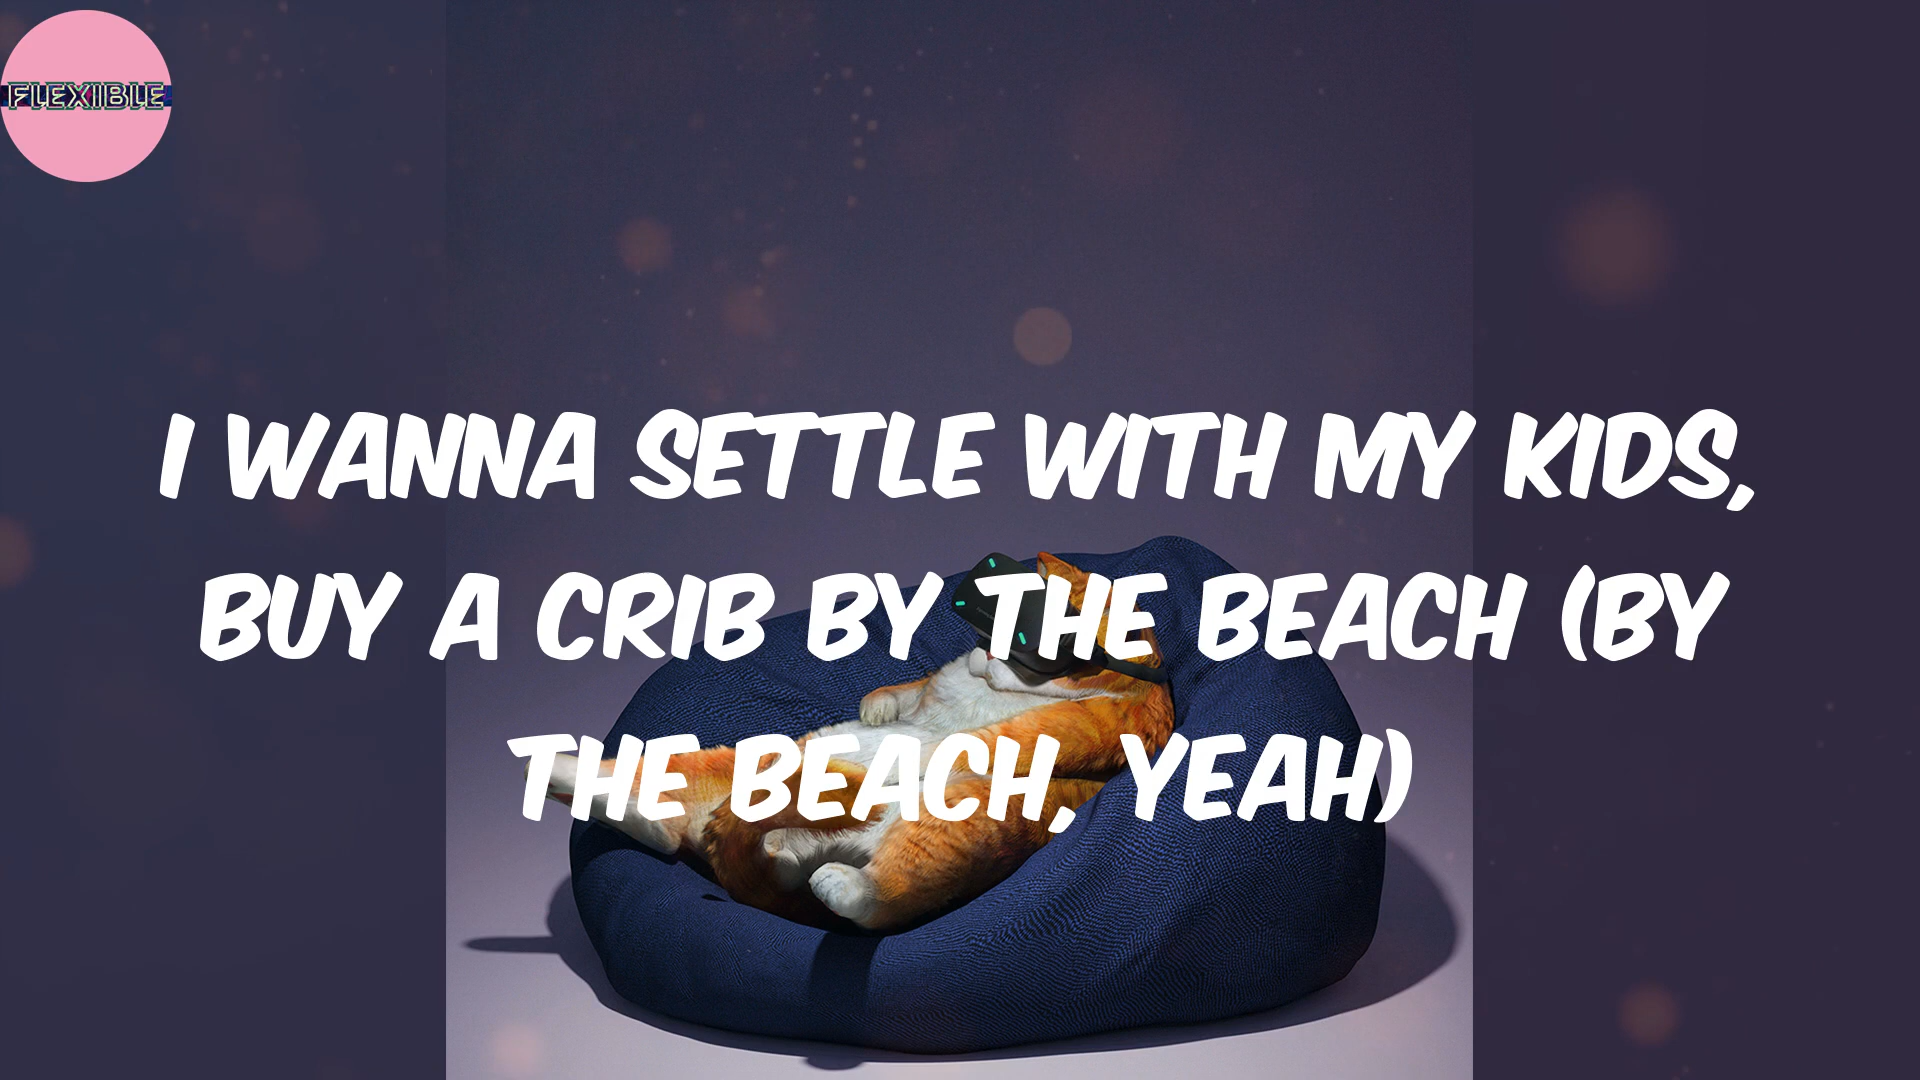 FLEXIBLE
I WANNA SETTLE WITH MY KIDS,
BUY A CRIB BY THE BEACH (BY
THE BEACH, YEAH)